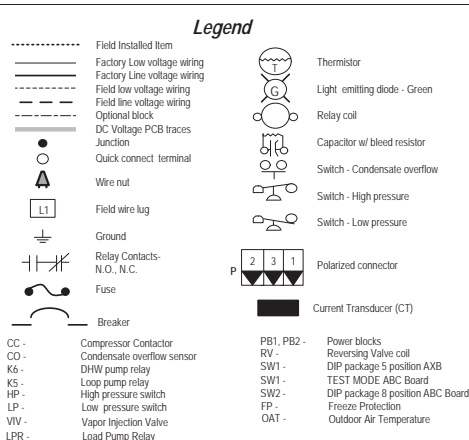 Legend
Field Installed Item
Factory Low voltage wiring
Factory Line voltage wiring
Field low voltage wiring
Field line voltage wiring
Optional block
DC Voltage PCB traces
Junction
Quick connect terminal
Wire nut
L1 Field wire lug
Ground
Relay Contacts-
N.O., N.C.
Fuse
Breaker
T Thermistor
G Light emitting diode - Green
Relay coil
Capacitor w/ bleed resistor
Switch - Condensate overflow
Switch - High pressure
Switch - Low pressure
P 2 3 1 Polarized connector
Current Transducer (CT)
CC - Compressor Contactor
CO - Condensate overflow sensor
K6 - DHW pump relay
K5 - Loop pump relay
HP - High pressure switch
LP - Low pressure switch
VIV - Vapor Injection Valve
LPR - Load Pump Relay
PB1, PB2 - Power blocks
RV - Reversing Valve coil
SW1 - DIP package 5 position AXB
SW1 - TEST MODE ABC Board
SW2 - DIP package 8 position ABC Board
FP - Freeze Protection
OAT - Outdoor Air Temperature